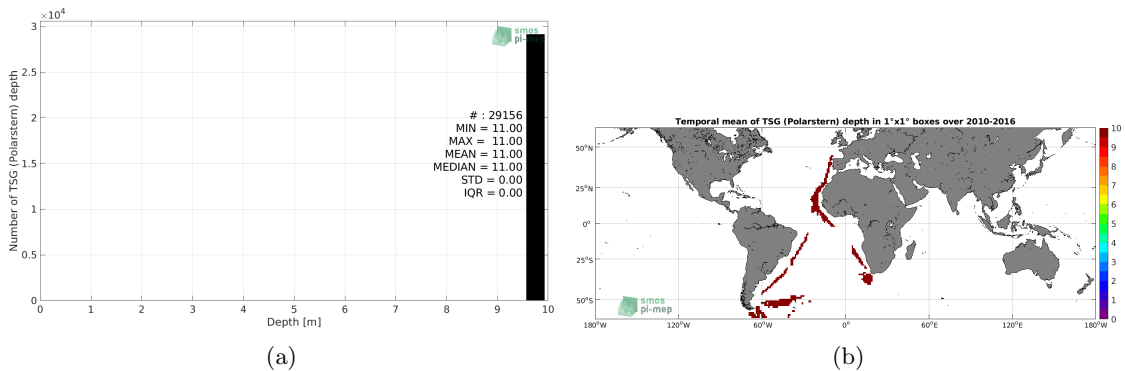 ×10⁴
3
2.5
2
1.5
1
0.5
0
Number of TSG (Polarstern) depth
smos
pi-mep
# : 29156
MIN = 11.00
MAX = 11.00
MEAN = 11.00
MEDIAN = 11.00
STD = 0.00
IQR = 0.00
0 1 2 3 4 5 6 7 8 9 10
Depth [m]
(a)
Temporal mean of TSG (Polarstern) depth in 1°x1° boxes over 2010-2016
50°N
25°N
0°
25°S
50°S
smos
pi-mep
180°W 120°W 60°W 0° 60°E 120°E 180°W
10
9
8
7
6
5
4
3
2
1
0
(b)